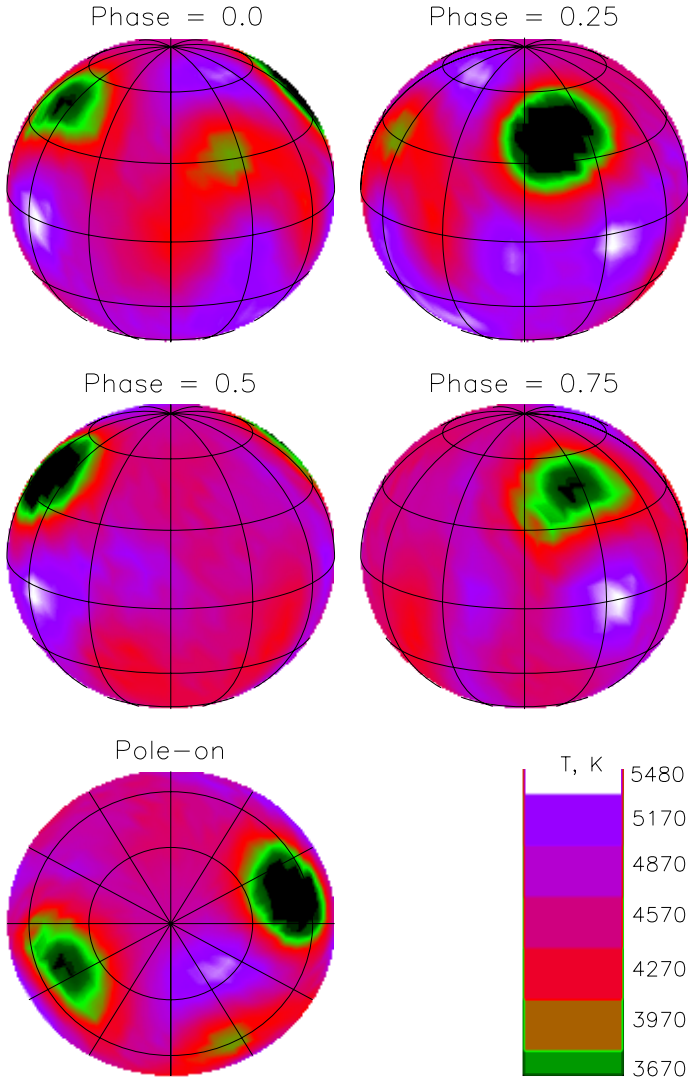 Phase = 0.0
Phase = 0.25
Phase = 0.5
Phase = 0.75
Pole-on
T, K
5480
5170
4870
4570
4270
3970
3670